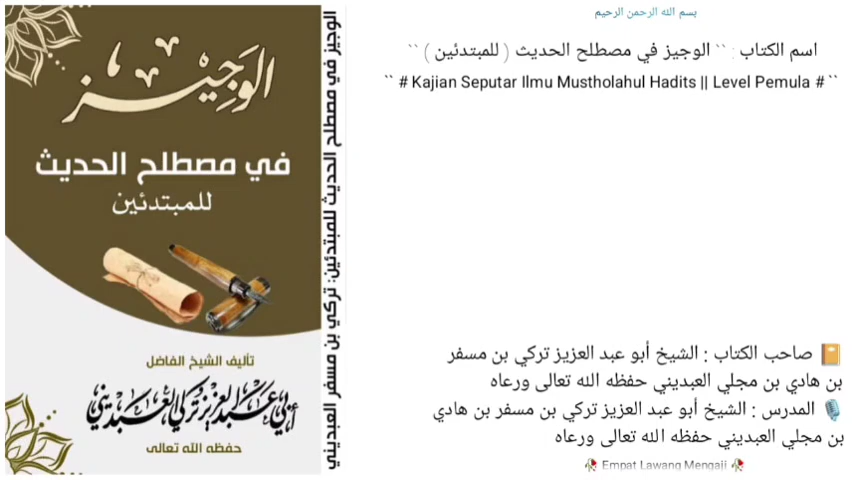 الوجيز
في مصطلح الحديث
للمبتدئين
تأليف الشيخ الفاضل
أبي عبد العزيز تركي العبديني
حفظه الله تعالى
الوجيز في مصطلح الحديث للمبتدئين: تركي بن مسفر العبديني
بسم الله الرحمن الرحيم
اسم الكتاب : `` الوجيز في مصطلح الحديث ( للمبتدئين ) ``
`` # Kajian Seputar Ilmu Mustholahul Hadits || Level Pemula # ``
📔 صاحب الكتاب : الشيخ أبو عبد العزيز تركي بن مسفر
بن هادي بن مجلي العبديني حفظه الله تعالى ورعاه
🎙️ المدرس : الشيخ أبو عبد العزيز تركي بن مسفر بن هادي
بن مجلي العبديني حفظه الله تعالى ورعاه
🥀 Empat Lawang Mengaji 🥀